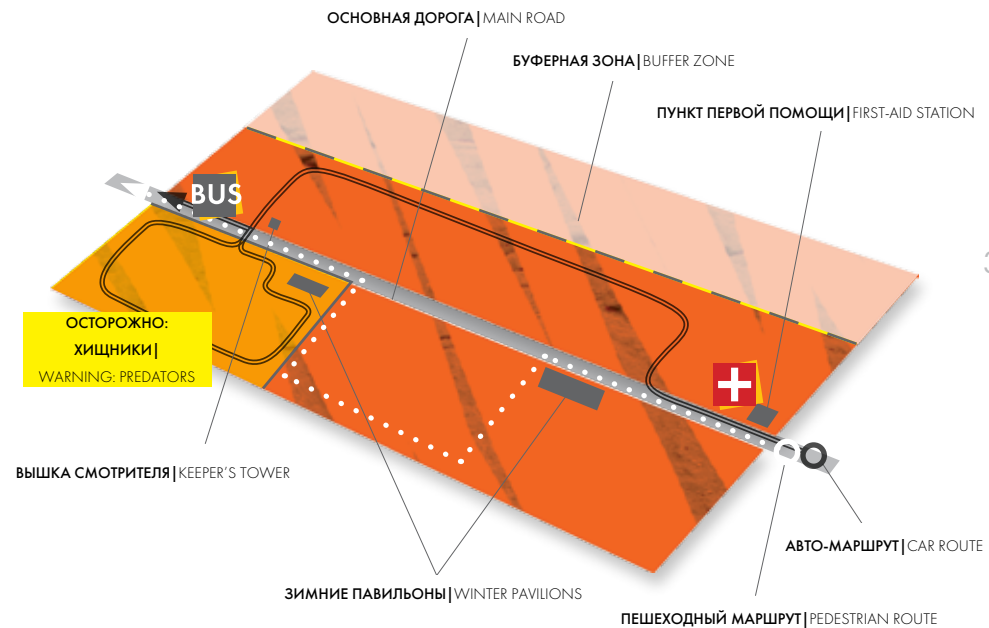 ОСНОВНАЯ ДОРОГА|MAIN ROAD
БУФЕРНАЯ ЗОНА|BUFFER ZONE
ПУНКТ ПЕРВОЙ ПОМОЩИ|FIRST-AID STATION
BUS
ОСТОРОЖНО:
ХИЩНИКИ|
WARNING: PREDATORS
ВЫШКА СМОТРИТЕЛЯ|KEEPER'S TOWER
АВТО-МАРШРУТ|CAR ROUTE
ЗИМНИЕ ПАВИЛЬОНЫ|WINTER PAVILIONS
ПЕШЕХОДНЫЙ МАРШРУТ|PEDESTRIAN ROUTE